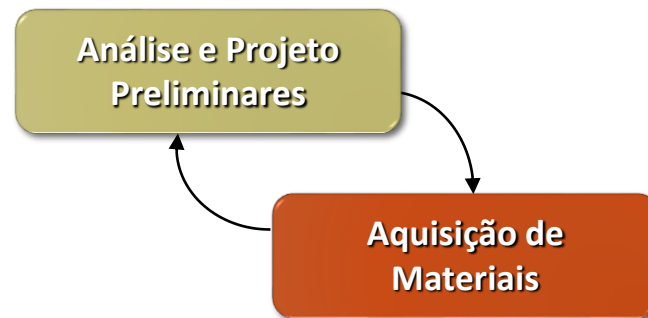 Análise e Projeto
Preliminares
Aquisição de
Materiais